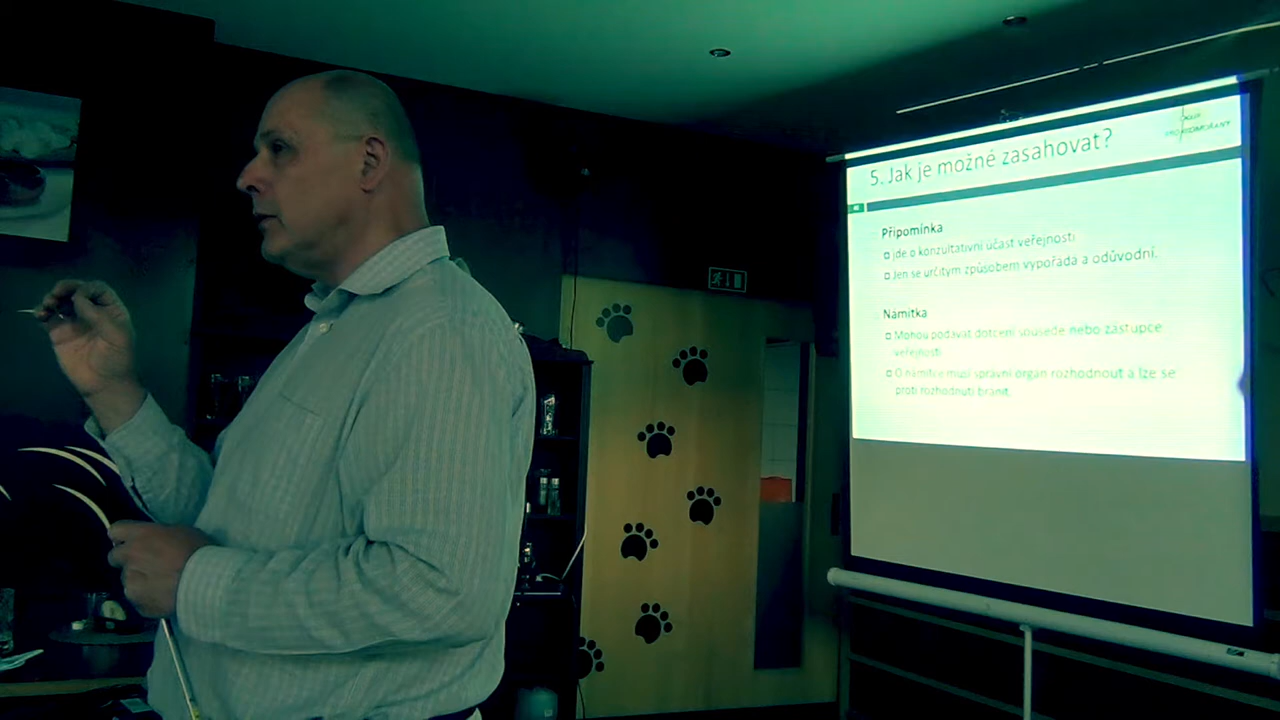 5. Jak je možné zasahovat?
Připomínka
jde o konzultativní účast veřejnosti
Jen se určitým způsobem vypořádá a odůvodní.
Námitka
Mohou podávat dotčení sousedé nebo zástupce
veřejnosti
O námitce musí správní orgán rozhodnout a lze se
proti rozhodnutí bránit.